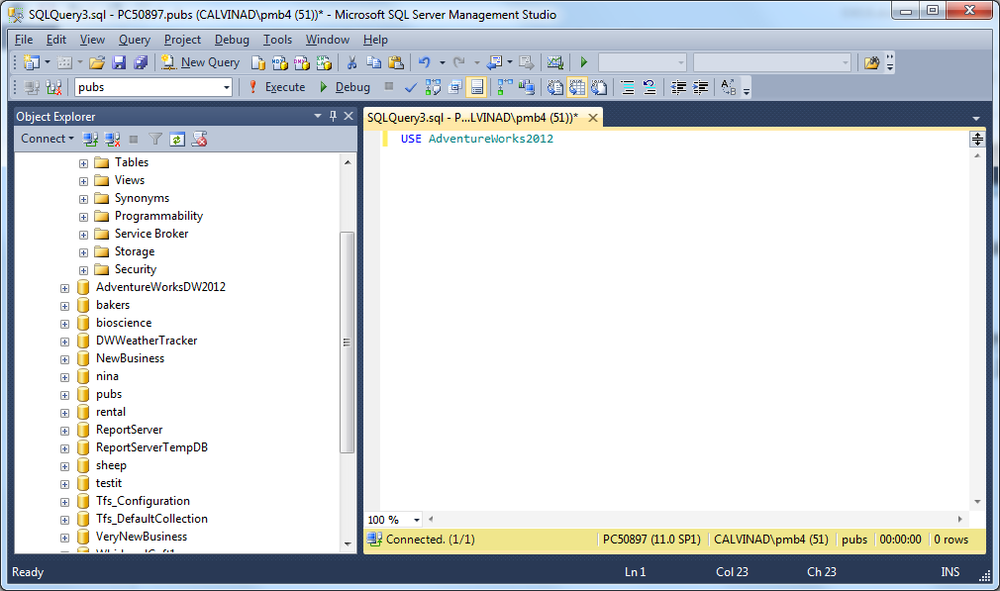 SQLQuery3.sql - PC50897.pubs (CALVINAD\pmb4 (51))* - Microsoft SQL Server Management Studio
File Edit View Query Project Debug Tools Window Help
New Query
pubs Execute Debug
Object Explorer
Connect
Tables
Views
Synonyms
Programmability
Service Broker
Storage
Security
AdventureWorksDW2012
bakers
bioscience
DWWeatherTracker
NewBusiness
nina
pubs
rental
ReportServer
ReportServerTempDB
sheep
testit
Tfs_Configuration
Tfs_DefaultCollection
VeryNewBusiness
SQLQuery3.sql - P...LVINAD\pmb4 (51))*
USE AdventureWorks2012
100 %
Connected. (1/1) PC50897 (11.0 SP1) CALVINAD\pmb4 (51) pubs 00:00:00 0 rows
Ready Ln 1 Col 23 Ch 23 INS